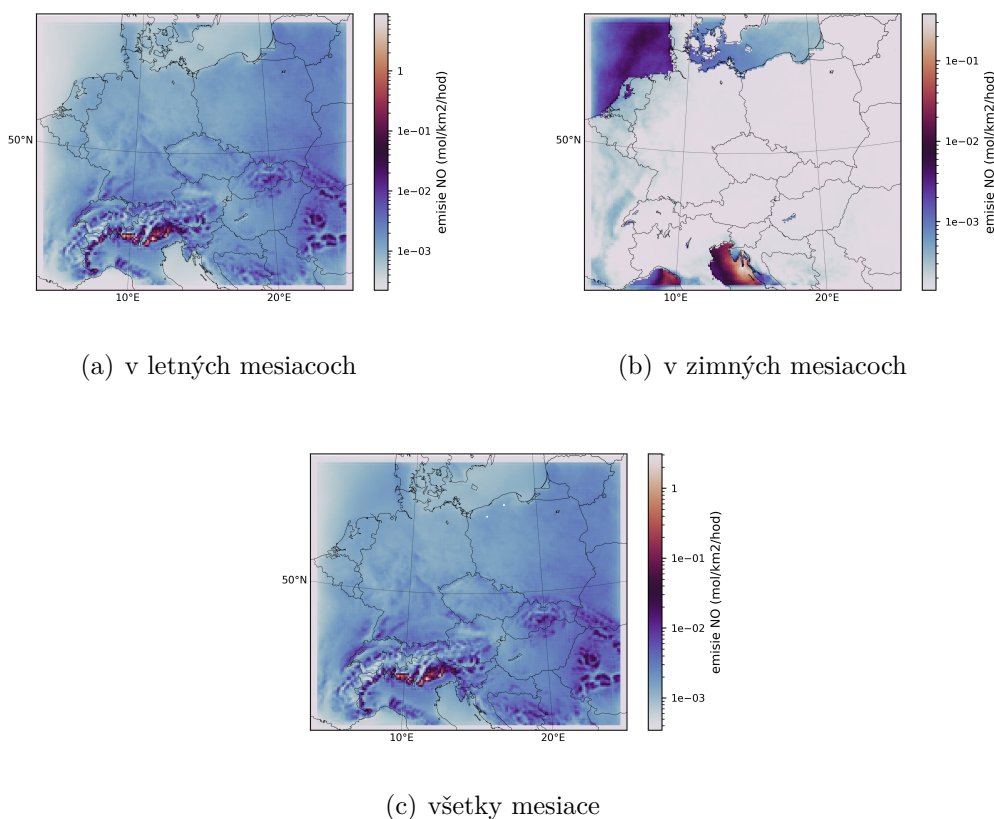 1
1e−01
1e−02
1e−03
emisie NO (mol/km2/hod)
50°N
10°E
20°E
(a) v letných mesiacoch
1e−01
1e−02
1e−03
emisie NO (mol/km2/hod)
50°N
10°E
20°E
(b) v zimných mesiacoch
1
1e−01
1e−02
1e−03
emisie NO (mol/km2/hod)
50°N
10°E
20°E
(c) všetky mesiace